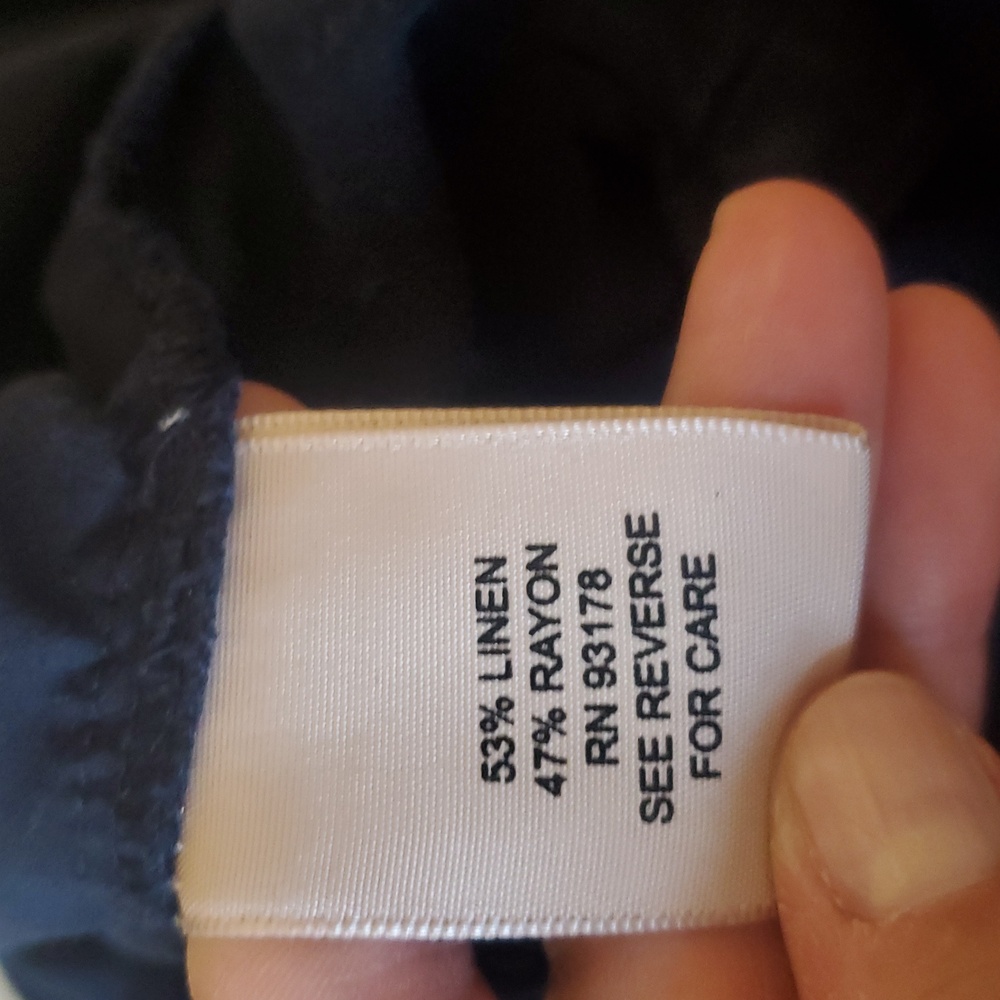 53% LINEN
47% RAYON
RN 93178
SEE REVERSE
FOR CARE